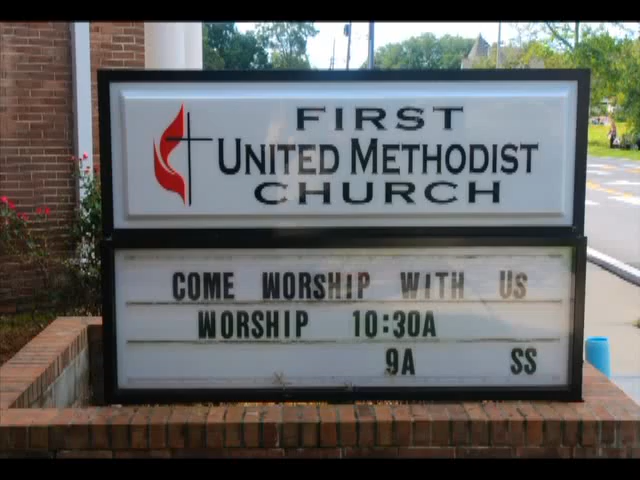 FIRST
UNITED METHODIST
CHURCH
COME WORSHIP WITH US
WORSHIP 10:30A
9A SS